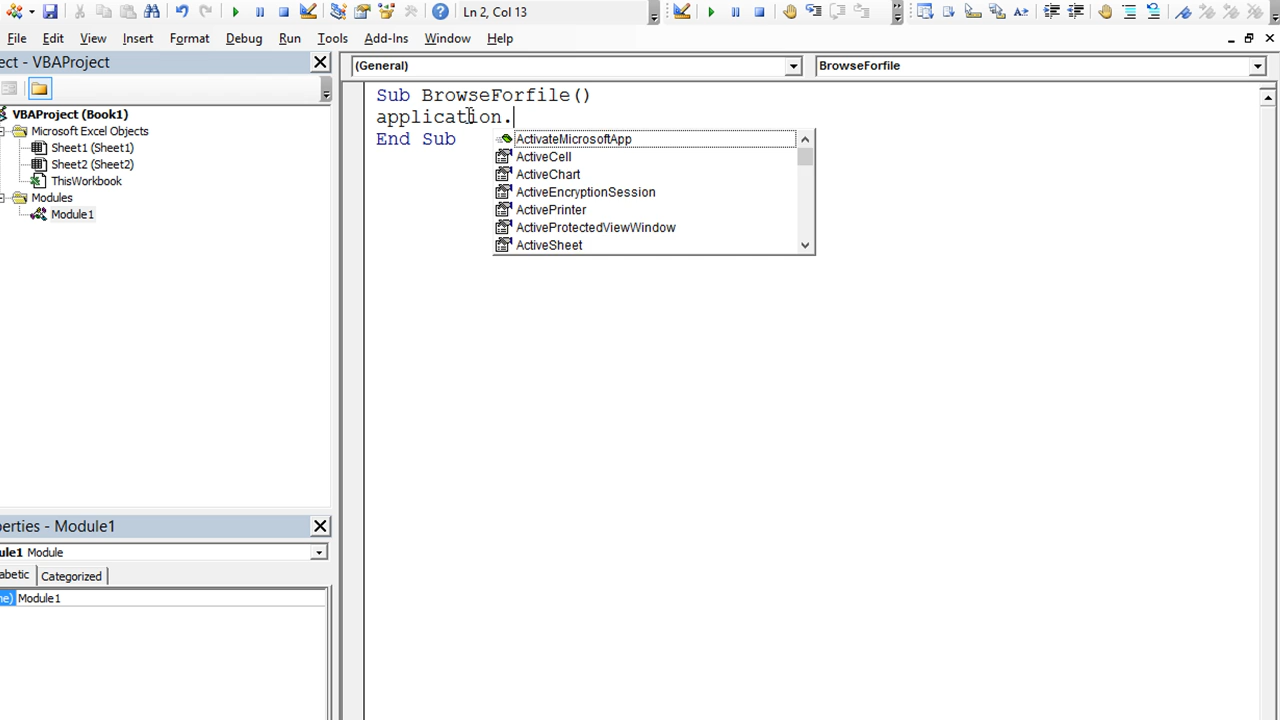 Ln 2, Col 13
File Edit View Insert Format Debug Run Tools Add-Ins Window Help
ect - VBAProject
VBAProject (Book1)
Microsoft Excel Objects
Sheet1 (Sheet1)
Sheet2 (Sheet2)
ThisWorkbook
Modules
Module1
erties - Module1
ule1 Module
abetic Categorized
ne) Module1
(General) BrowseForfile
Sub BrowseForfile()
application.
End Sub
ActivateMicrosoftApp
ActiveCell
ActiveChart
ActiveEncryptionSession
ActivePrinter
ActiveProtectedViewWindow
ActiveSheet